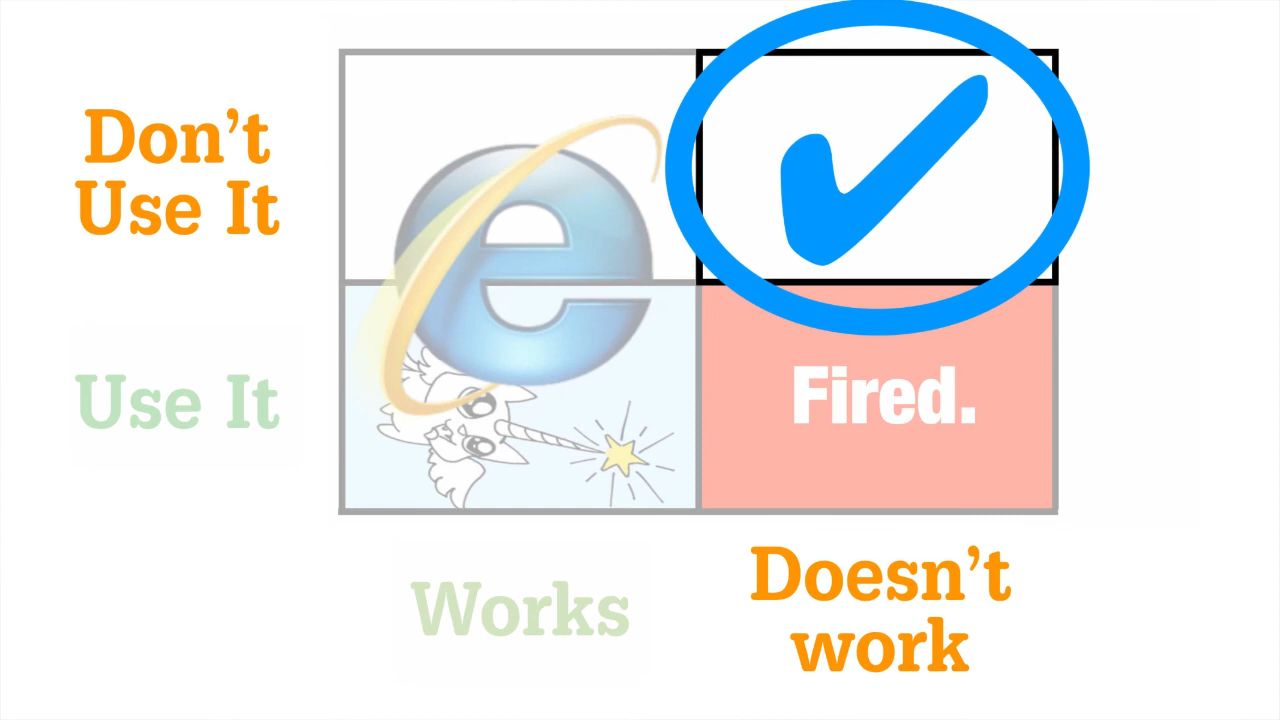 Don't
Use It
Use It
Fired.
Works
Doesn't
work